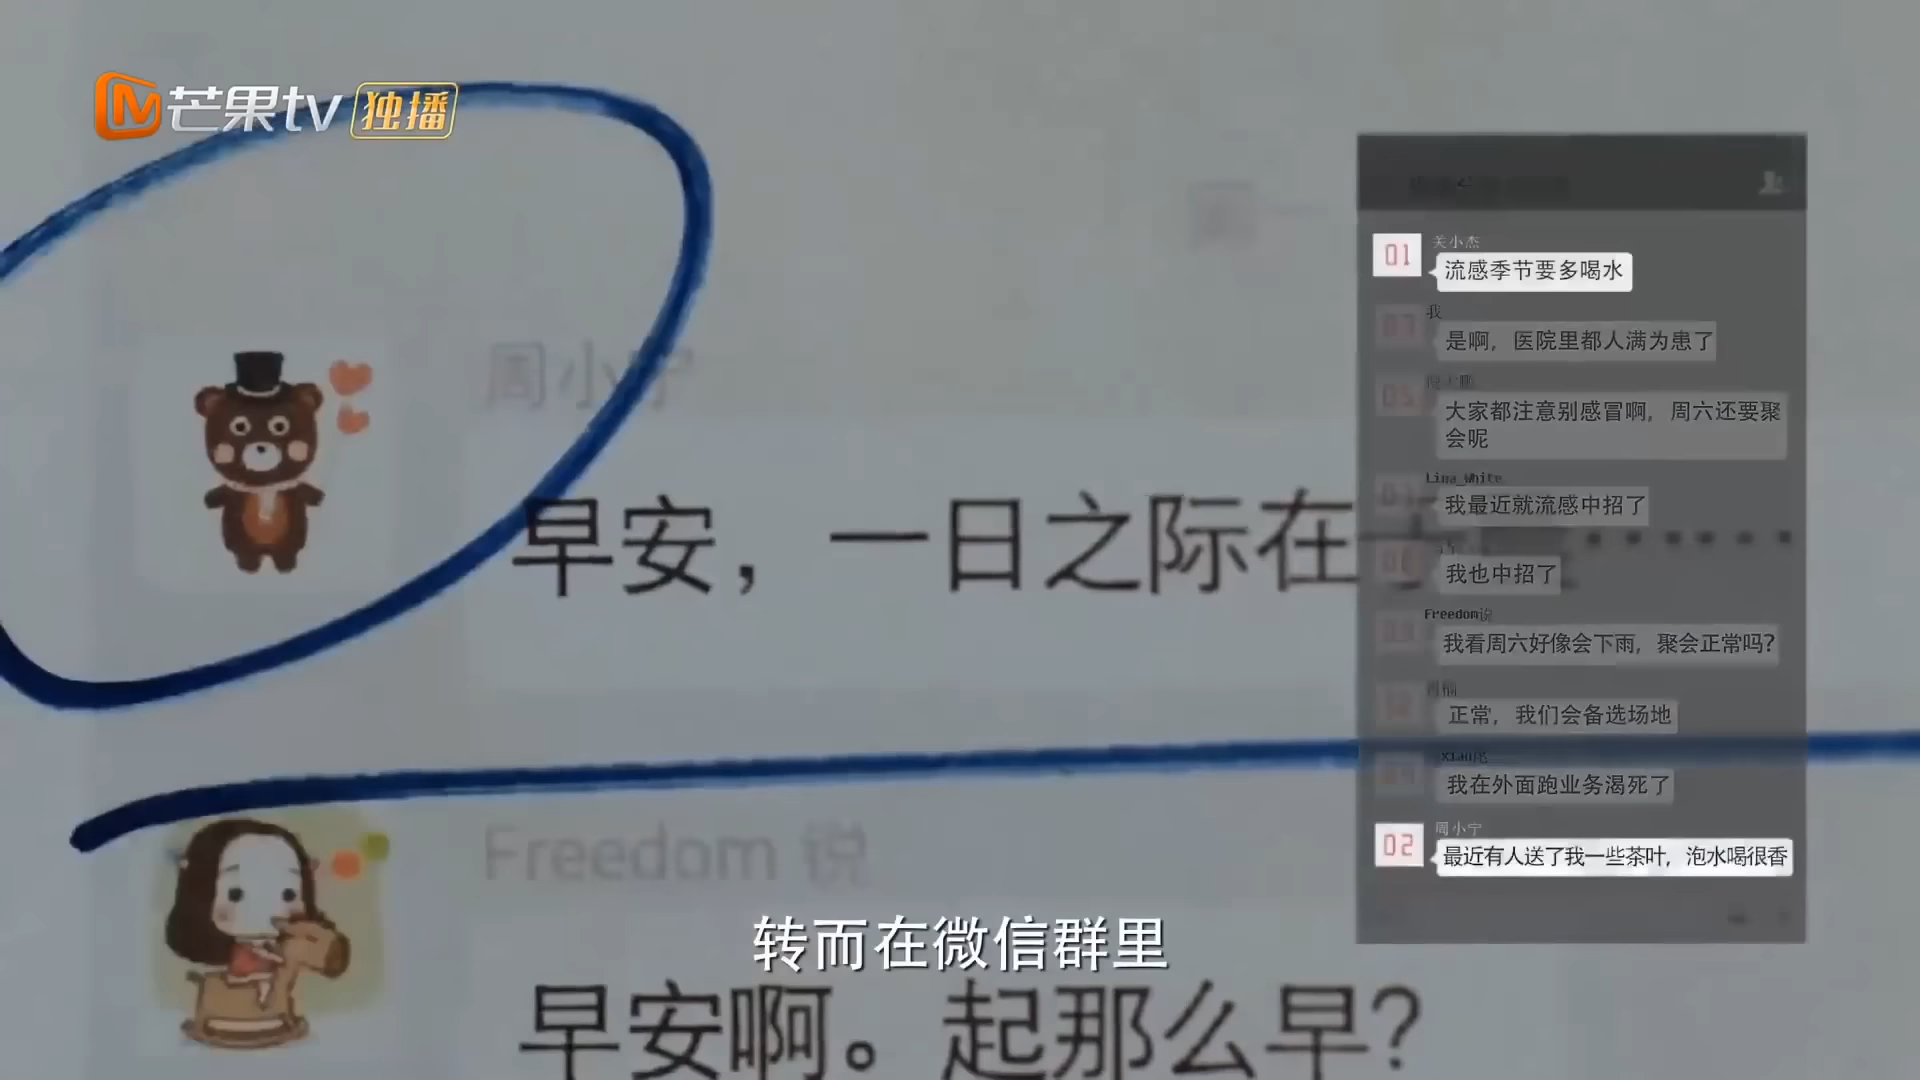 芒果tv 独播
周小宁
早安，一日之际在
Freedom 说
早安啊。起那么早？
01
关小杰
流感季节要多喝水
07
我
是啊，医院里都人满为患了
05
大家都注意别感冒啊，周六还要聚
会呢
Lina_White
我最近就流感中招了
我也中招了
Freedom说
我看周六好像会下雨，聚会正常吗?
正常，我们会备选场地
我在外面跑业务渴死了
02
周小宁
最近有人送了我一些茶叶，泡水喝很香
转而在微信群里